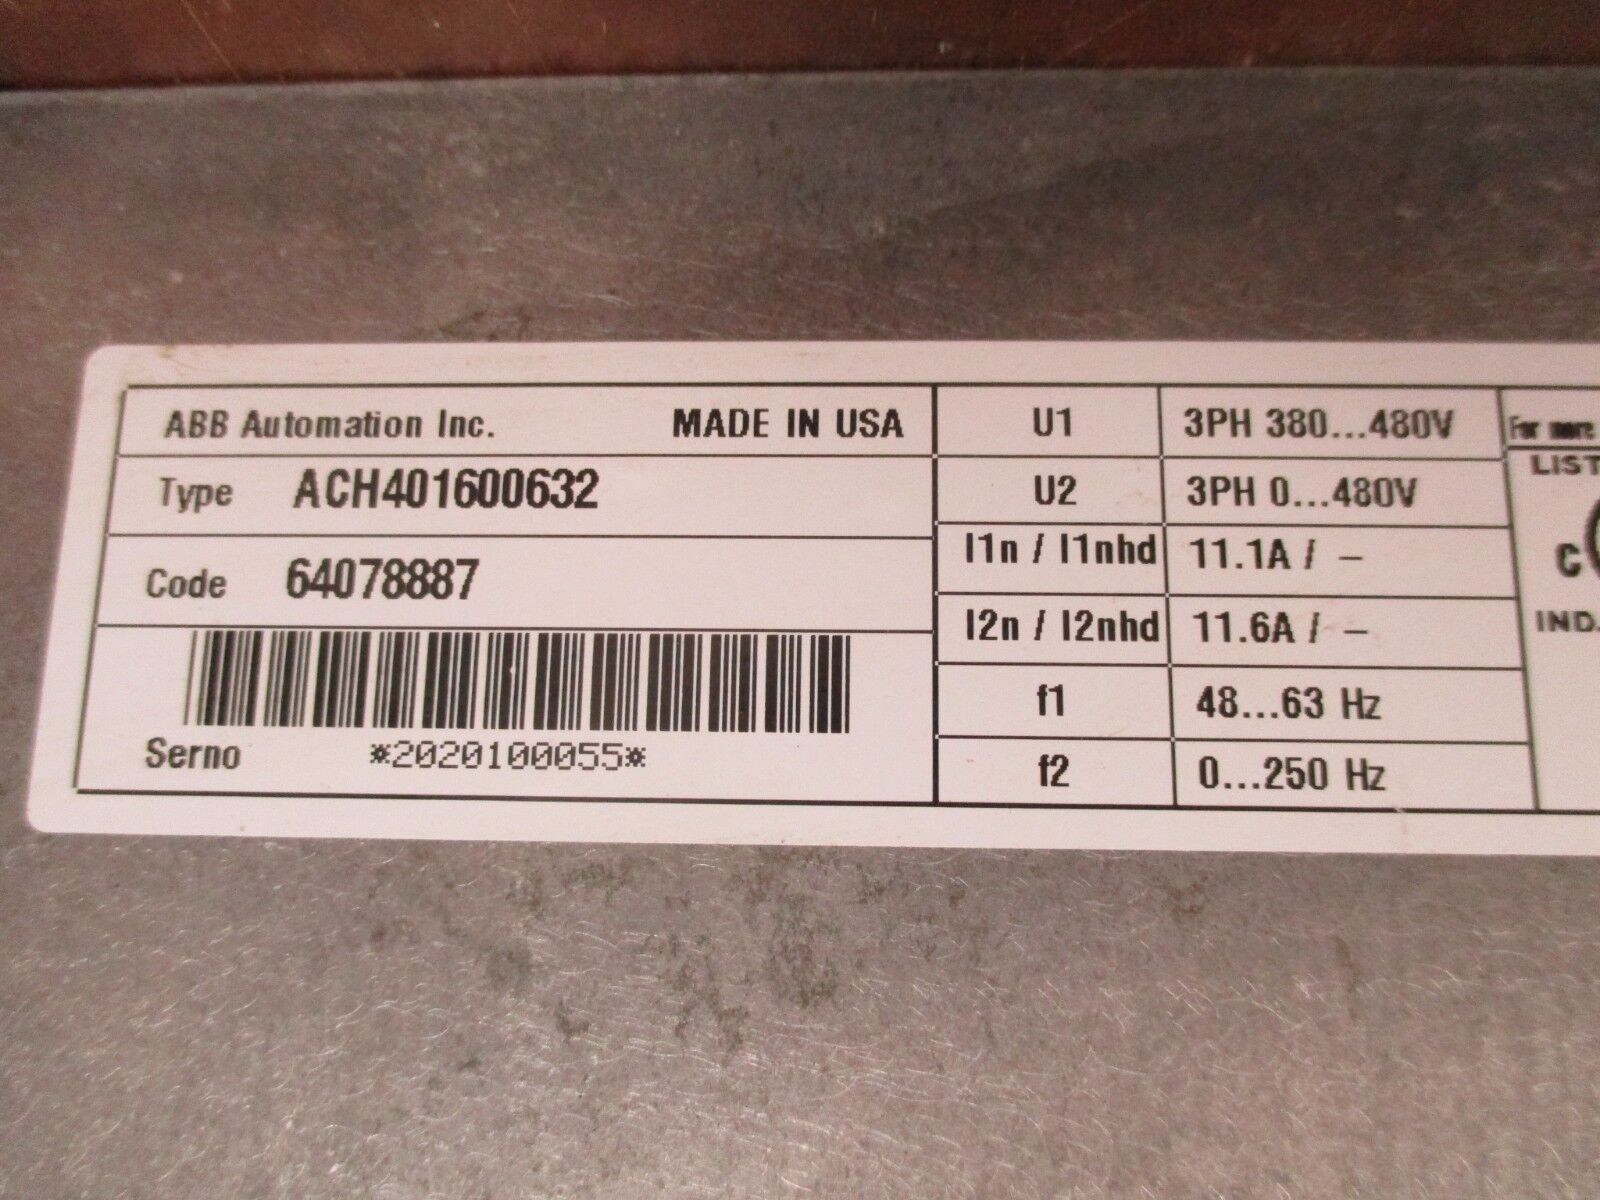 ABB Automation Inc. MADE IN USA
Type ACH401600632
Code 64078887
Serno *2020100055*
U1 3PH 380...480V
U2 3PH 0...480V
I1n / I1nhd 11.1A / –
I2n / I2nhd 11.6A / –
f1 48...63 Hz
f2 0...250 Hz
For more
LIST
C
IND.